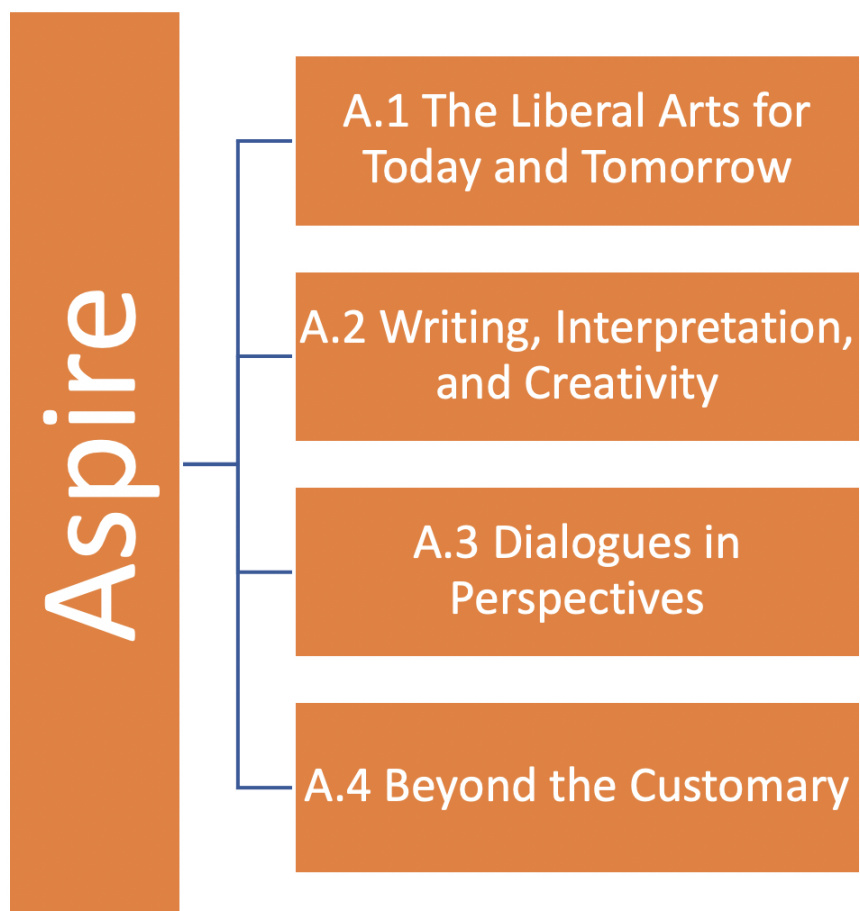 Aspire
A.1 The Liberal Arts for
Today and Tomorrow
A.2 Writing, Interpretation,
and Creativity
A.3 Dialogues in
Perspectives
A.4 Beyond the Customary